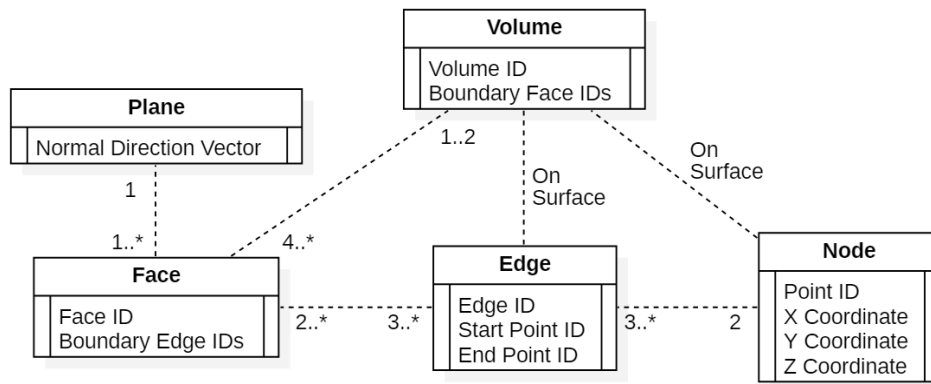 Volume
Volume ID
Boundary Face IDs
Plane
Normal Direction Vector
1..2
On
Surface
On
Surface
1
1..*
4..*
Face
Face ID
Boundary Edge IDs
2..*
3..*
Edge
Edge ID
Start Point ID
End Point ID
3..*
2
Node
Point ID
X Coordinate
Y Coordinate
Z Coordinate